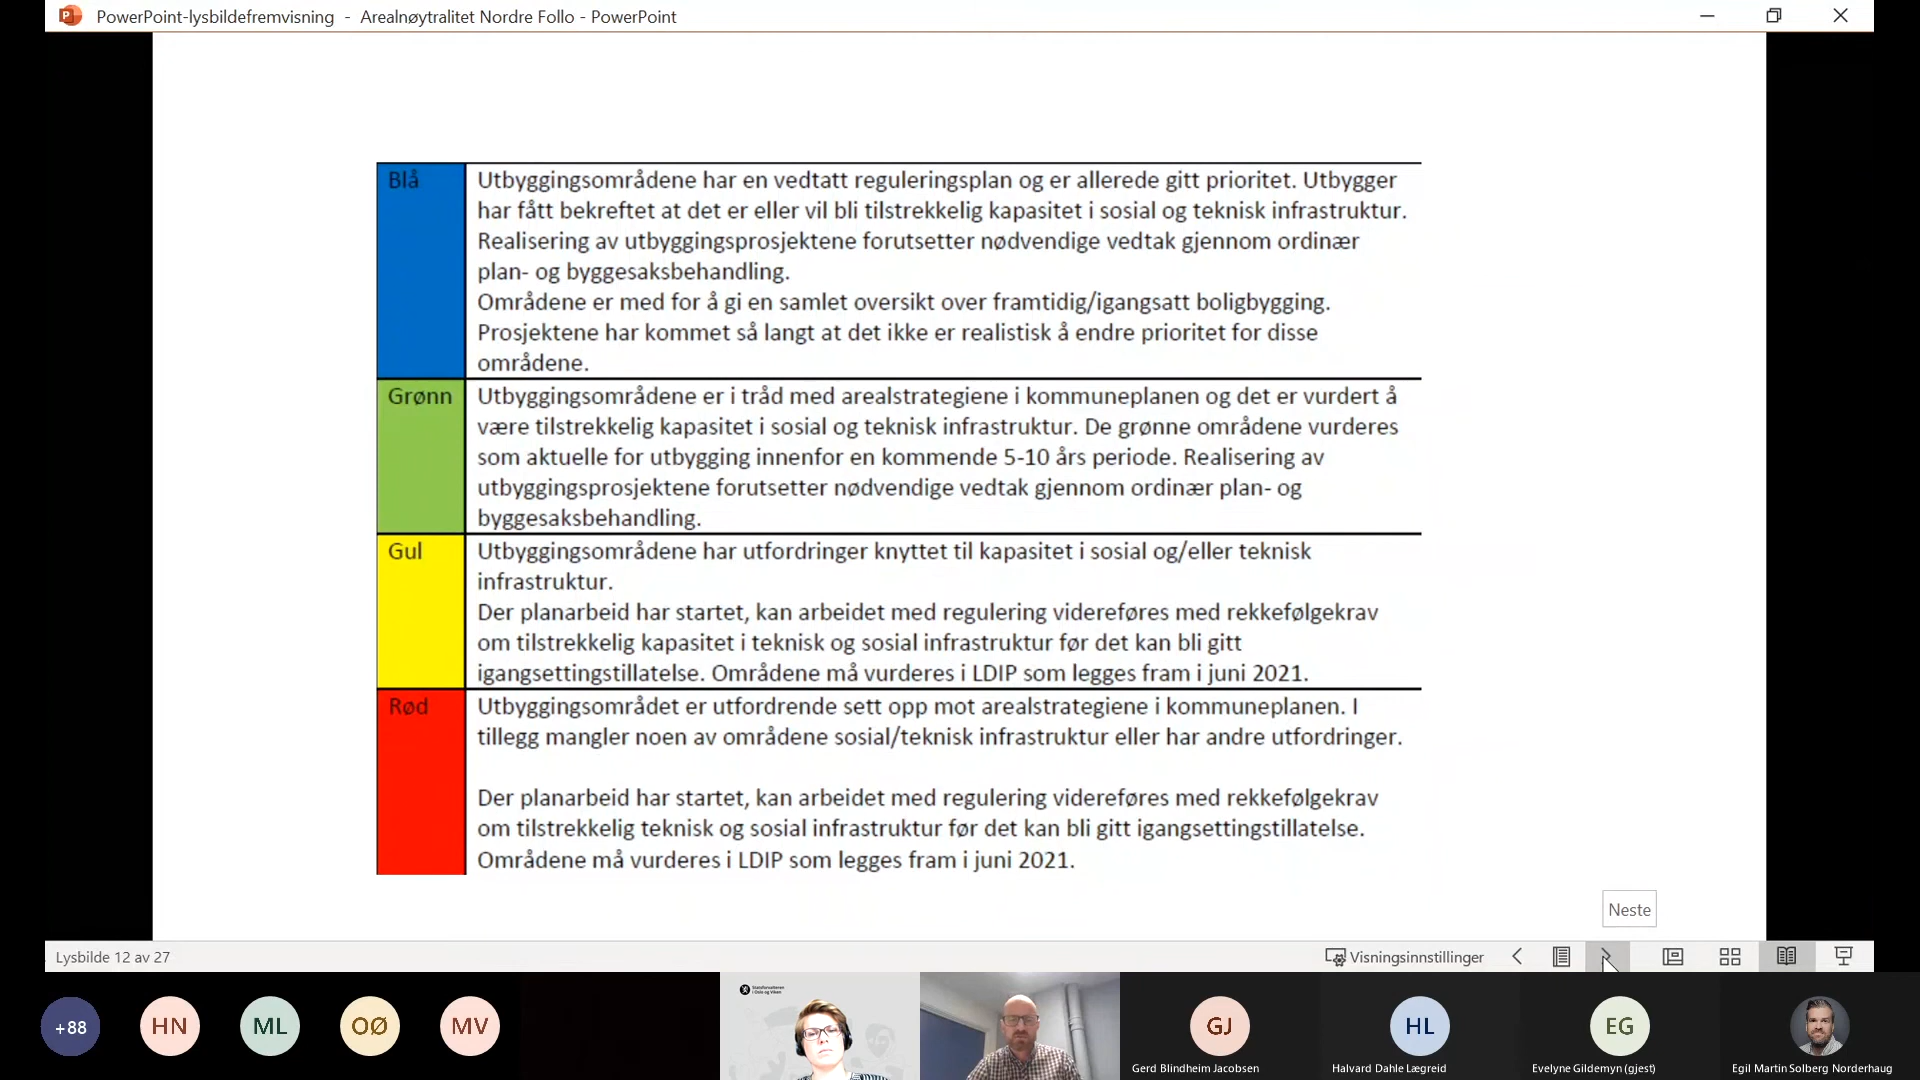 PowerPoint-lysbildefremvisning - Arealnøytralitet Nordre Follo - PowerPoint
Blå
Utbyggingsområdene har en vedtatt reguleringsplan og er allerede gitt prioritet. Utbygger
har fått bekreftet at det er eller vil bli tilstrekkelig kapasitet i sosial og teknisk infrastruktur.
Realisering av utbyggingsprosjektene forutsetter nødvendige vedtak gjennom ordinær
plan- og byggesaksbehandling.
Områdene er med for å gi en samlet oversikt over framtidig/igangsatt boligbygging.
Prosjektene har kommet så langt at det ikke er realistisk å endre prioritet for disse
områdene.
Grønn
Utbyggingsområdene er i tråd med arealstrategiene i kommuneplanen og det er vurdert å
være tilstrekkelig kapasitet i sosial og teknisk infrastruktur. De grønne områdene vurderes
som aktuelle for utbygging innenfor en kommende 5-10 års periode. Realisering av
utbyggingsprosjektene forutsetter nødvendige vedtak gjennom ordinær plan- og
byggesaksbehandling.
Gul
Utbyggingsområdene har utfordringer knyttet til kapasitet i sosial og/eller teknisk
infrastruktur.
Der planarbeid har startet, kan arbeidet med regulering videreføres med rekkefølgekrav
om tilstrekkelig kapasitet i teknisk og sosial infrastruktur før det kan bli gitt
igangsettingstillatelse. Områdene må vurderes i LDIP som legges fram i juni 2021.
Rød
Utbyggingsområdet er utfordrende sett opp mot arealstrategiene i kommuneplanen. I
tillegg mangler noen av områdene sosial/teknisk infrastruktur eller har andre utfordringer.
Der planarbeid har startet, kan arbeidet med regulering videreføres med rekkefølgekrav
om tilstrekkelig teknisk og sosial infrastruktur før det kan bli gitt igangsettingstillatelse.
Områdene må vurderes i LDIP som legges fram i juni 2021.
Neste
Lysbilde 12 av 27
Visningsinnstillinger
+88
HN
ML
OØ
MV
Statsforvalteren
i Oslo og Viken
GJ
HL
EG
Gerd Blindheim Jacobsen
Halvard Dahle Lægreid
Evelyne Gildemyn (gjest)
Egil Martin Solberg Norderhaug